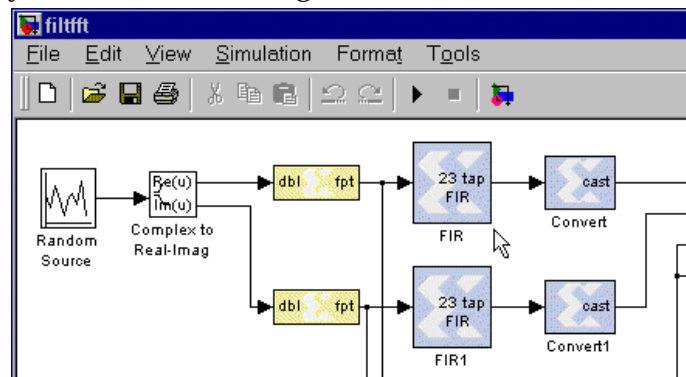 filtfft
File Edit View Simulation Format Tools
Re(u)
Im(u)
dbl fpt
23 tap
FIR
cast
Random
Source
Complex to
Real-Imag
FIR
Convert
dbl fpt
23 tap
FIR
cast
FIR1
Convert1